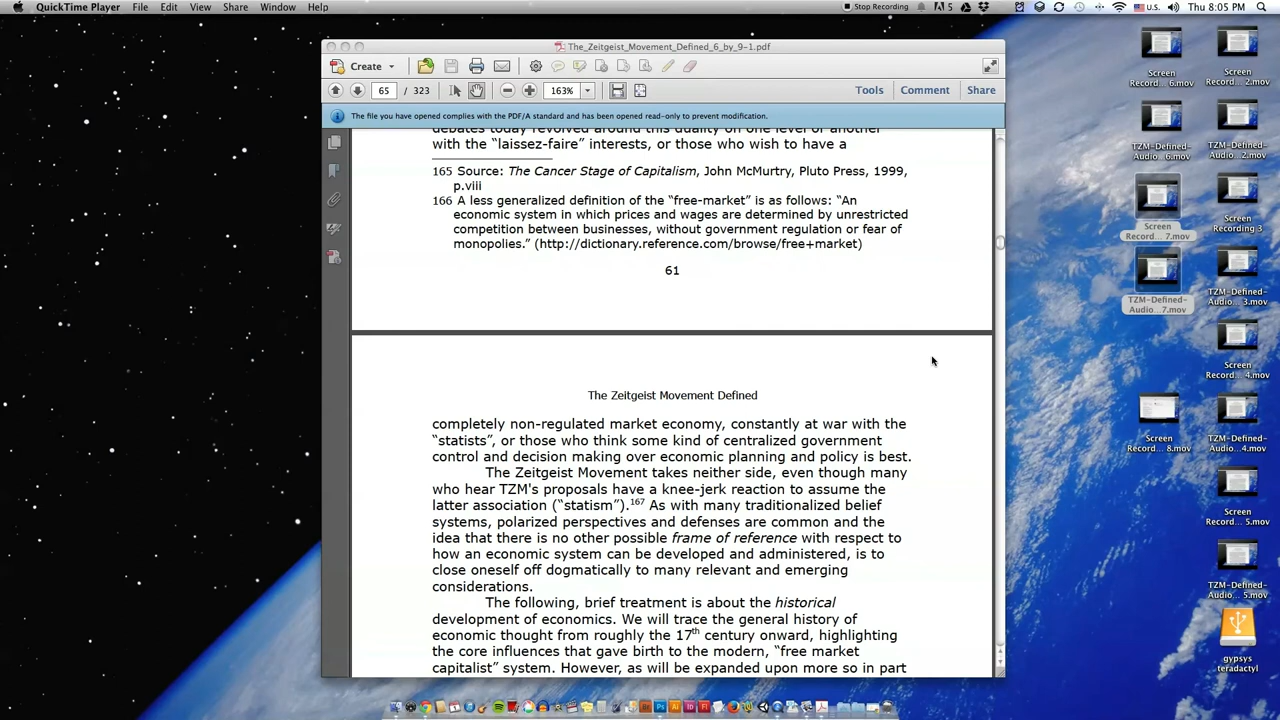 QuickTime Player File Edit View Share Window Help
Stop Recording 5 U.S. Thu 8:05 PM
The_Zeitgeist_Movement_Defined_6_by_9-1.pdf
Create
65 / 323 163% Tools Comment Share
The file you have opened complies with the PDF/A standard and has been opened read-only to prevent modification.
debates today revolved around this duality on one level or another
with the “laissez-faire” interests, or those who wish to have a
165 Source: The Cancer Stage of Capitalism, John McMurtry, Pluto Press, 1999,
p.viii
166 A less generalized definition of the “free-market” is as follows: “An
economic system in which prices and wages are determined by unrestricted
competition between businesses, without government regulation or fear of
monopolies.” (http://dictionary.reference.com/browse/free+market)
61
The Zeitgeist Movement Defined
completely non-regulated market economy, constantly at war with the
“statists”, or those who think some kind of centralized government
control and decision making over economic planning and policy is best.
The Zeitgeist Movement takes neither side, even though many
who hear TZM's proposals have a knee-jerk reaction to assume the
latter association (“statism”).167 As with many traditionalized belief
systems, polarized perspectives and defenses are common and the
idea that there is no other possible frame of reference with respect to
how an economic system can be developed and administered, is to
close oneself off dogmatically to many relevant and emerging
considerations.
The following, brief treatment is about the historical
development of economics. We will trace the general history of
economic thought from roughly the 17th century onward, highlighting
the core influences that gave birth to the modern, “free market
capitalist” system. However, as will be expanded upon more so in part
Screen
Record... 6.mov
TZM-Defined-
Audio...6.mov
Screen
Record... 7.mov
TZM-Defined-
Audio...7.mov
Screen
Record... 8.mov
Screen
Recor... 2.mov
TZM-Defined-
Audio...2.mov
Screen
Recording 3
TZM-Defined-
Audio... 3.mov
Screen
Record... 4.mov
TZM-Defined-
Audio...4.mov
Screen
Record... 5.mov
TZM-Defined-
Audio... 5.mov
gypsys
teradactyl